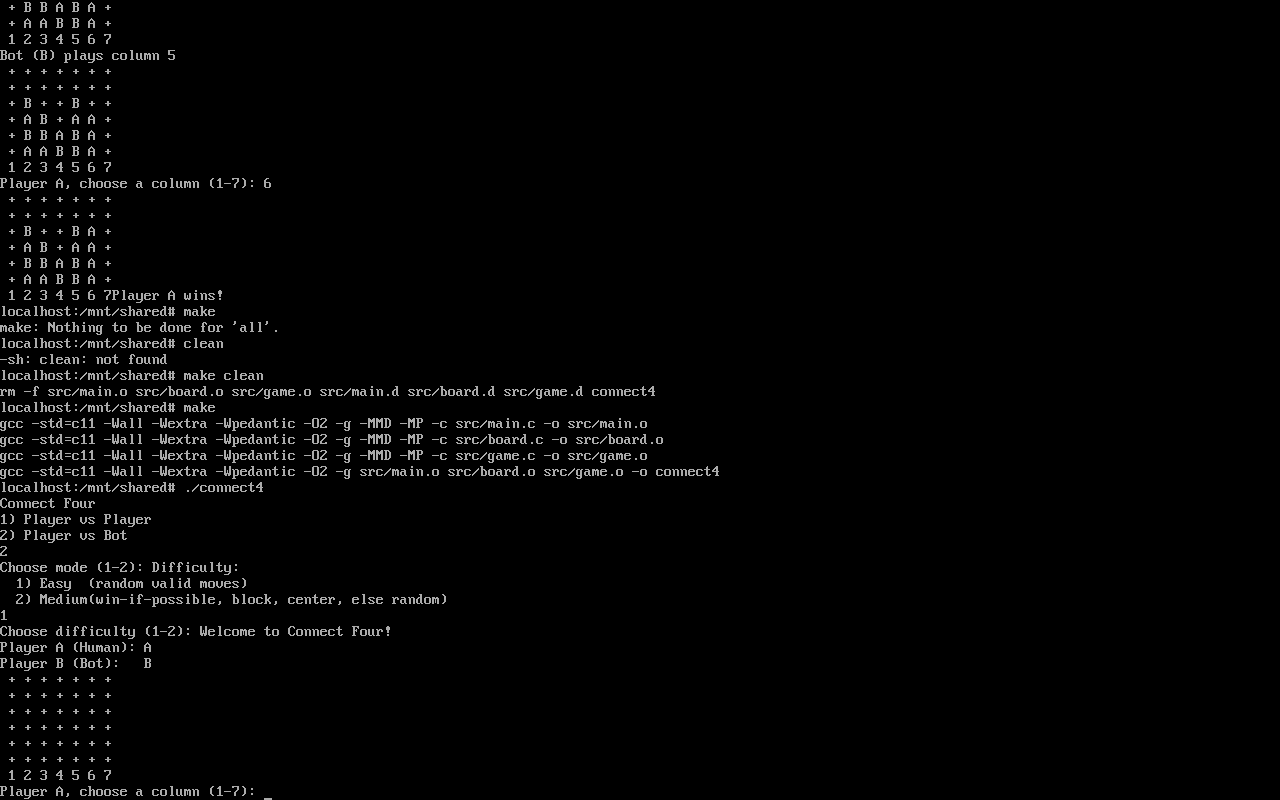 + B B A B A +
 + A A B B A +
 1 2 3 4 5 6 7
Bot (B) plays column 5
 + + + + + + +
 + + + + + + +
 + B + + B + +
 + A B + A A +
 + B B A B A +
 + A A B B A +
 1 2 3 4 5 6 7
Player A, choose a column (1-7): 6
 + + + + + + +
 + + + + + + +
 + B + + B A +
 + A B + A A +
 + B B A B A +
 + A A B B A +
 1 2 3 4 5 6 7Player A wins!
localhost:/mnt/shared# make
make: Nothing to be done for 'all'.
localhost:/mnt/shared# clean
-sh: clean: not found
localhost:/mnt/shared# make clean
rm -f src/main.o src/board.o src/game.o src/main.d src/board.d src/game.d connect4
localhost:/mnt/shared# make
gcc -std=c11 -Wall -Wextra -Wpedantic -O2 -g -MMD -MP -c src/main.c -o src/main.o
gcc -std=c11 -Wall -Wextra -Wpedantic -O2 -g -MMD -MP -c src/board.c -o src/board.o
gcc -std=c11 -Wall -Wextra -Wpedantic -O2 -g -MMD -MP -c src/game.c -o src/game.o
gcc -std=c11 -Wall -Wextra -Wpedantic -O2 -g src/main.o src/board.o src/game.o -o connect4
localhost:/mnt/shared# ./connect4
Connect Four
1) Player vs Player
2) Player vs Bot
2
Choose mode (1-2): Difficulty:
  1) Easy  (random valid moves)
  2) Medium(win-if-possible, block, center, else random)
1
Choose difficulty (1-2): Welcome to Connect Four!
Player A (Human): A
Player B (Bot):   B
 + + + + + + +
 + + + + + + +
 + + + + + + +
 + + + + + + +
 + + + + + + +
 + + + + + + +
 1 2 3 4 5 6 7
Player A, choose a column (1-7): _